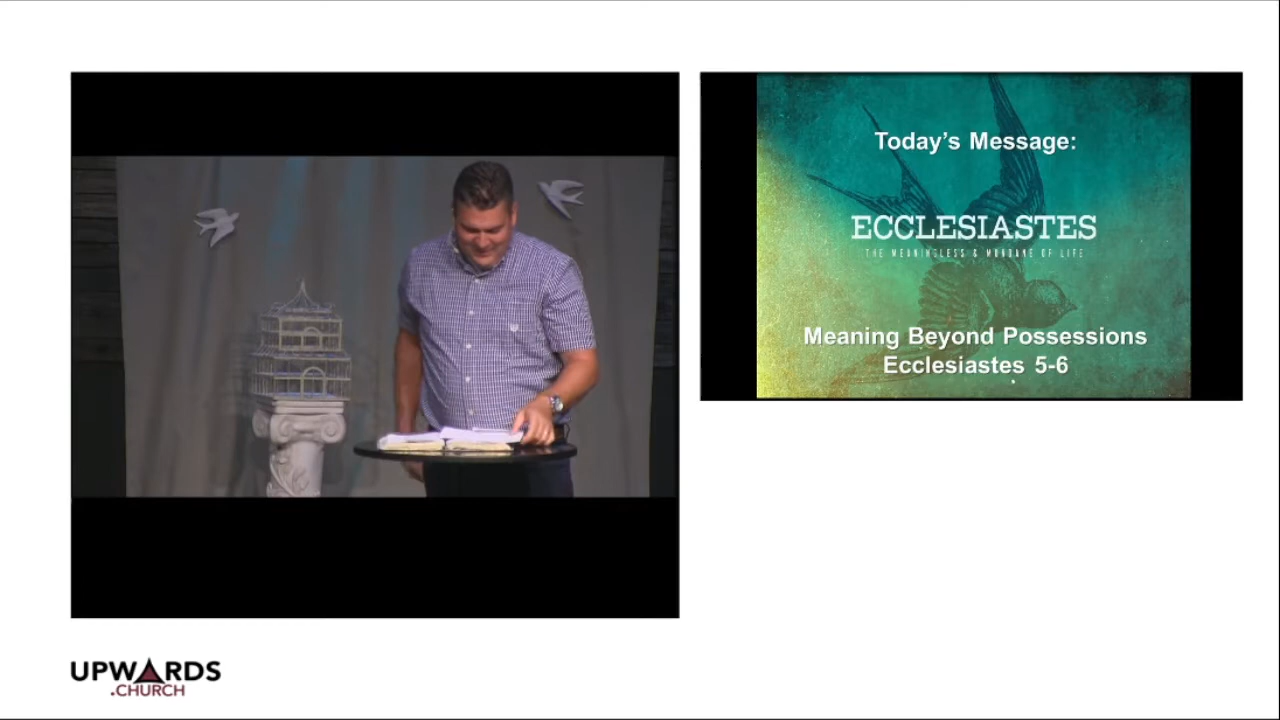 Today’s Message:
ECCLESIASTES
THE MEANINGLESS & MUNDANE OF LIFE
Meaning Beyond Possessions
Ecclesiastes 5-6
UPWARDS
.CHURCH